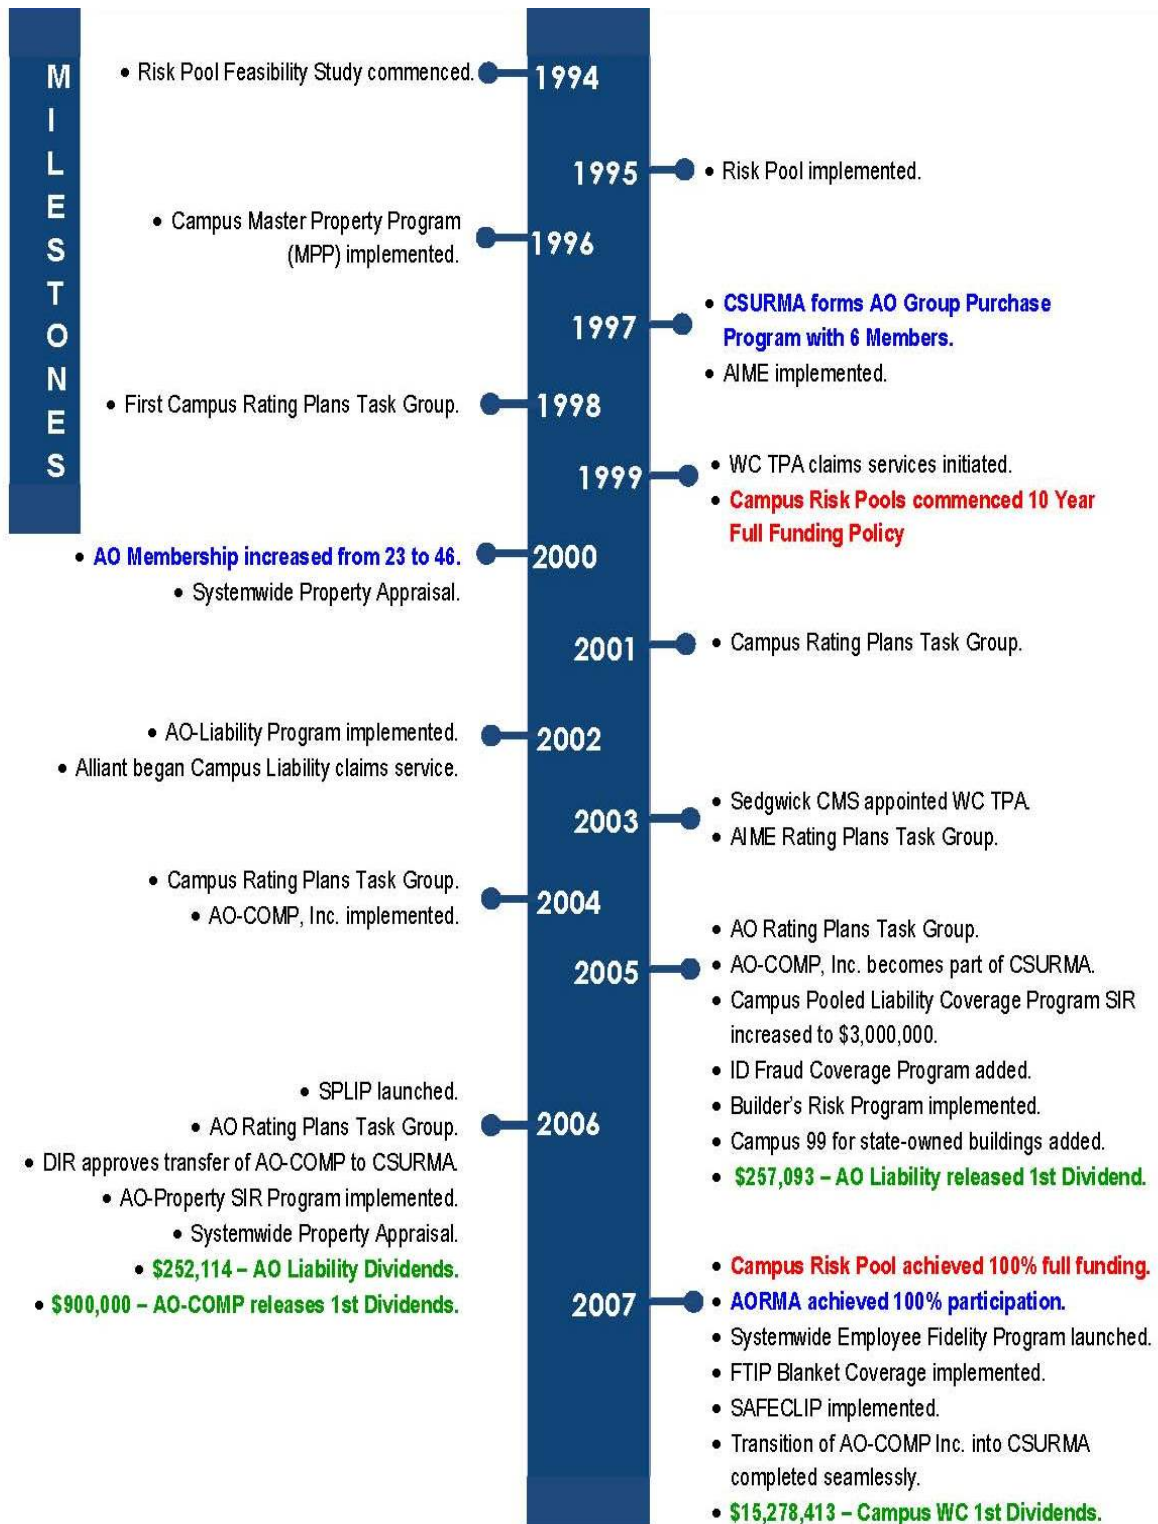 MILESTONES
• Risk Pool Feasibility Study commenced.
1994
1995
• Risk Pool implemented.
• Campus Master Property Program
(MPP) implemented.
1996
1997
• CSURMA forms AO Group Purchase
Program with 6 Members.
• AIME implemented.
• First Campus Rating Plans Task Group.
1998
1999
• WC TPA claims services initiated.
• Campus Risk Pools commenced 10 Year
Full Funding Policy
• AO Membership increased from 23 to 46.
• Systemwide Property Appraisal.
2000
2001
• Campus Rating Plans Task Group.
• AO-Liability Program implemented.
• Alliant began Campus Liability claims service.
2002
2003
• Sedgwick CMS appointed WC TPA.
• AIME Rating Plans Task Group.
• Campus Rating Plans Task Group.
• AO-COMP, Inc. implemented.
2004
2005
• AO Rating Plans Task Group.
• AO-COMP, Inc. becomes part of CSURMA.
• Campus Pooled Liability Coverage Program SIR
increased to $3,000,000.
• ID Fraud Coverage Program added.
• Builder's Risk Program implemented.
• Campus 99 for state-owned buildings added.
• $257,093 – AO Liability released 1st Dividend.
• SPLIP launched.
• AO Rating Plans Task Group.
• DIR approves transfer of AO-COMP to CSURMA.
• AO-Property SIR Program implemented.
• Systemwide Property Appraisal.
• $252,114 – AO Liability Dividends.
• $900,000 – AO-COMP releases 1st Dividends.
2006
2007
• Campus Risk Pool achieved 100% full funding.
• AORMA achieved 100% participation.
• Systemwide Employee Fidelity Program launched.
• FTIP Blanket Coverage implemented.
• SAFECLIP implemented.
• Transition of AO-COMP Inc. into CSURMA
completed seamlessly.
• $15,278,413 – Campus WC 1st Dividends.